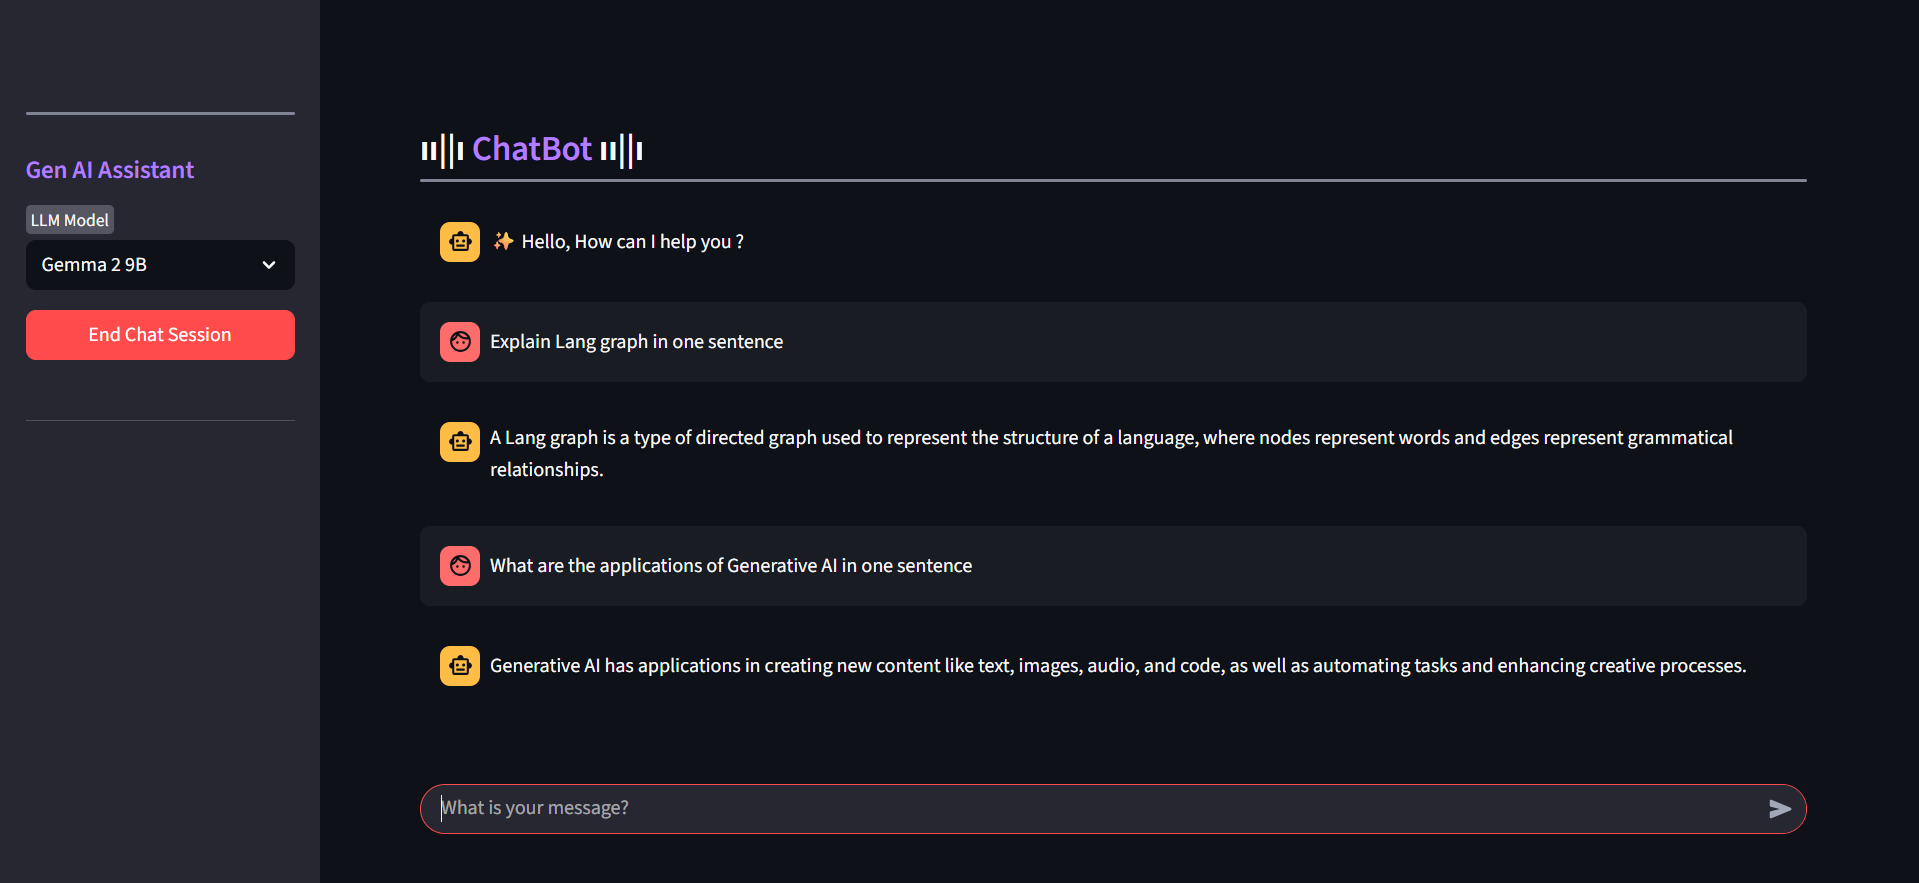 Gen AI Assistant
LLM Model
Gemma 2 9B
End Chat Session
ChatBot
✨ Hello, How can I help you ?
Explain Lang graph in one sentence
A Lang graph is a type of directed graph used to represent the structure of a language, where nodes represent words and edges represent grammatical
relationships.
What are the applications of Generative AI in one sentence
Generative AI has applications in creating new content like text, images, audio, and code, as well as automating tasks and enhancing creative processes.
What is your message?